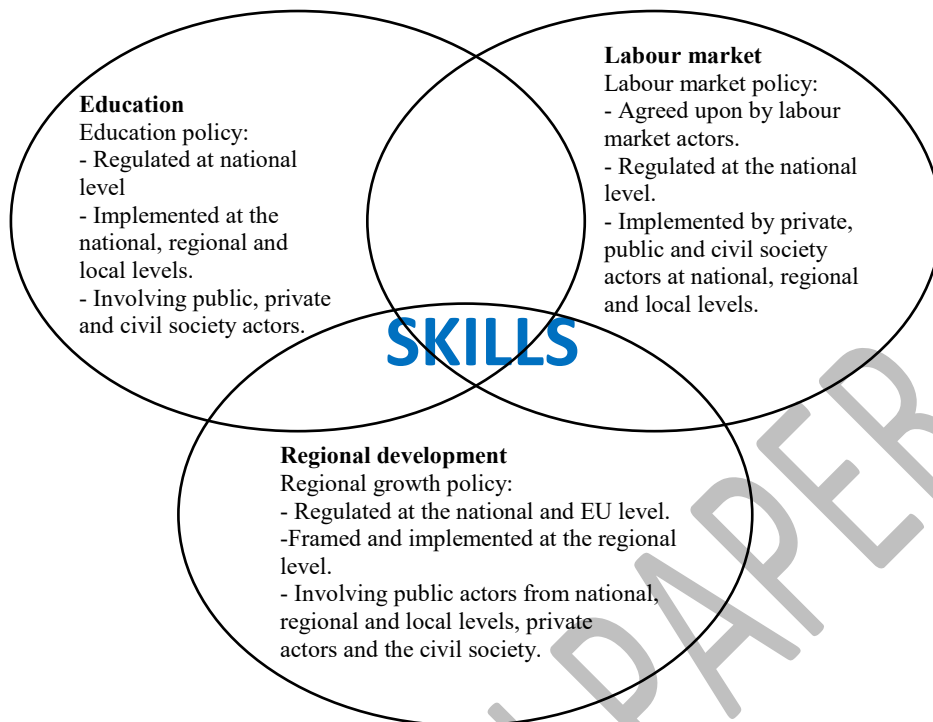 Education
Education policy:
- Regulated at national
level
- Implemented at the
national, regional and
local levels.
- Involving public, private
and civil society actors.
Labour market
Labour market policy:
- Agreed upon by labour
market actors.
- Regulated at the national
level.
- Implemented by private,
public and civil society
actors at national, regional
and local levels.
SKILLS
Regional development
Regional growth policy:
- Regulated at the national and EU level.
-Framed and implemented at the regional
level.
- Involving public actors from national,
regional and local levels, private
actors and the civil society.
PAPER